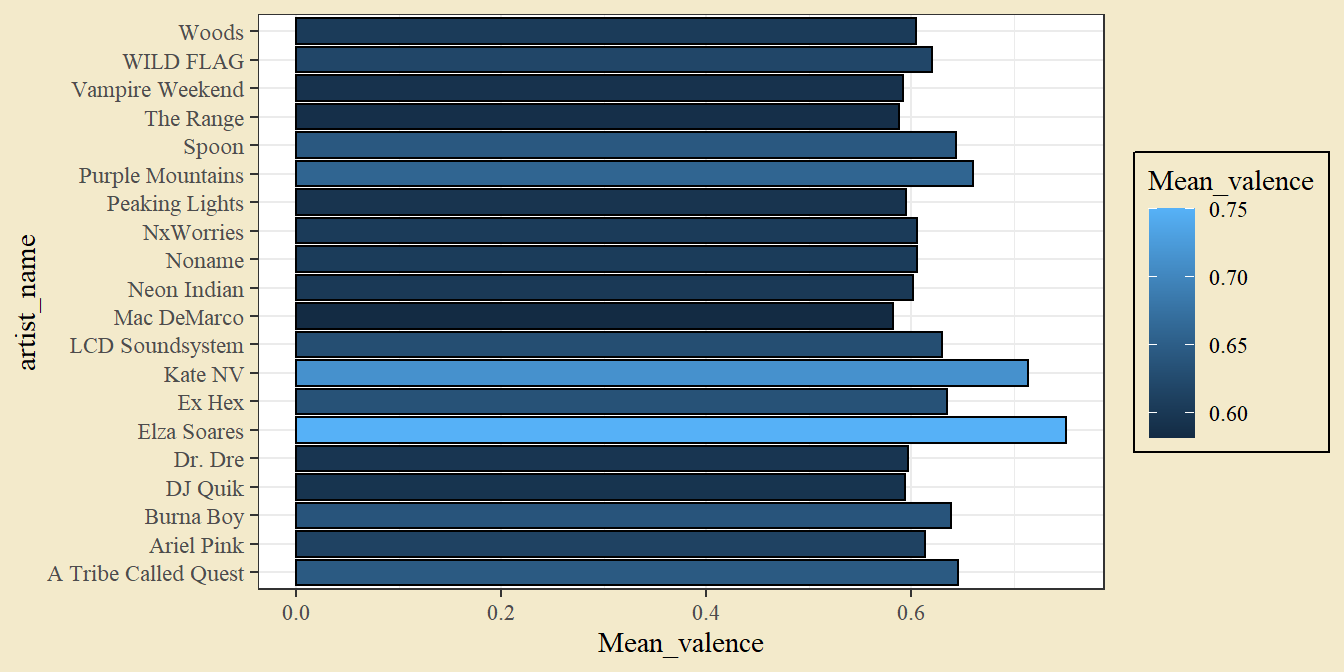 Woods
WILD FLAG
Vampire Weekend
The Range
Spoon
Purple Mountains
Peaking Lights
NxWorries
Noname
Neon Indian
Mac DeMarco
LCD Soundsystem
Kate NV
Ex Hex
Elza Soares
Dr. Dre
DJ Quik
Burna Boy
Ariel Pink
A Tribe Called Quest
artist_name
0.0 0.2 0.4 0.6
Mean_valence
Mean_valence
0.75
0.70
0.65
0.60